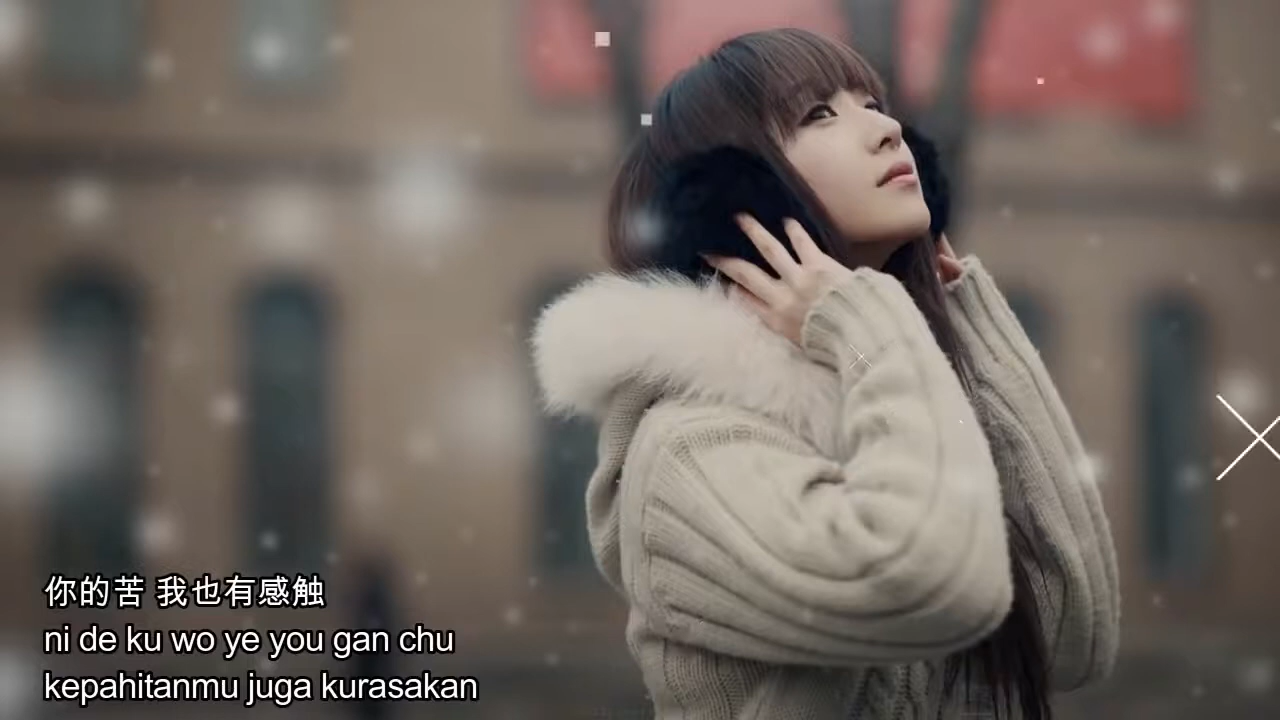 你的苦 我也有感触
ni de ku wo ye you gan chu
kepahitanmu juga kurasakan